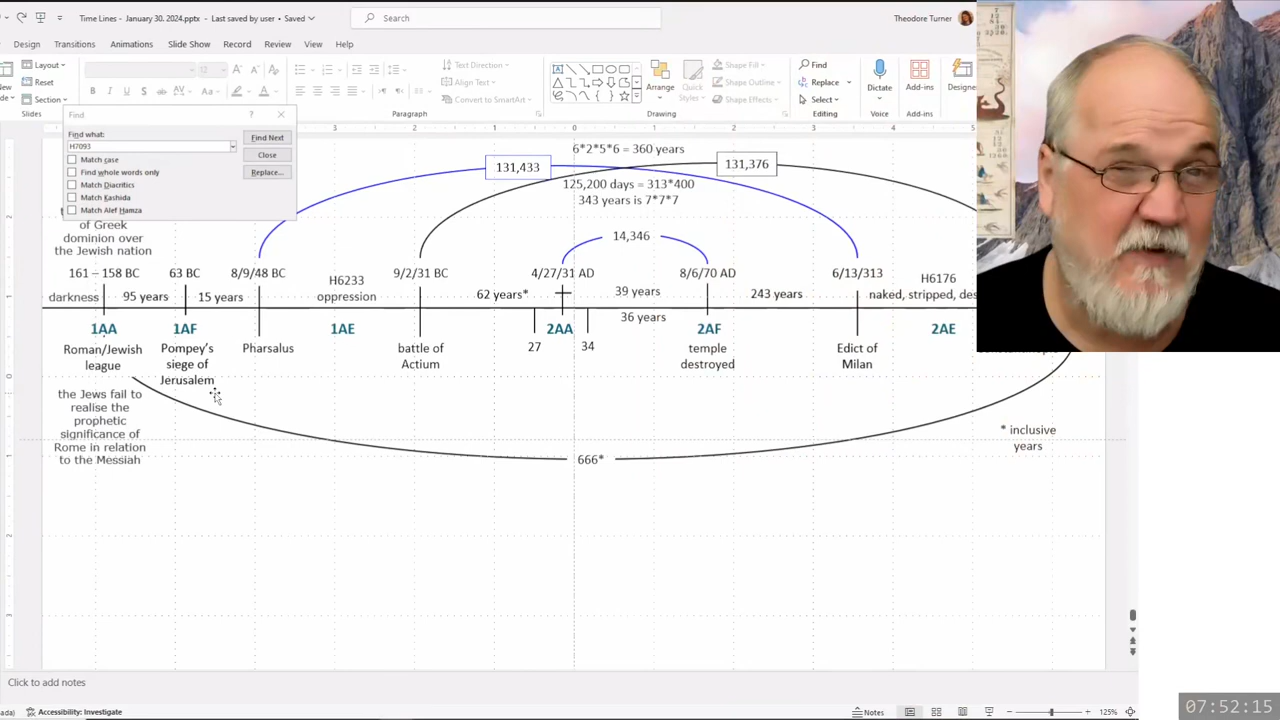 Time Lines - January 30, 2024.pptx - Last saved by user • Saved
Search
Theodore Turner
Design Transitions Animations Slide Show Record Review View Help
Layout
Reset
Section
Slides
Text Direction
Align Text
Convert to SmartArt
Paragraph
Arrange
Quick Styles
Shape Fill
Shape Outline
Shape Effects
Drawing
Find
Replace
Select
Editing
Dictate
Voice
Add-ins
Add-ins
Designer
Find
Find what:
H7093
Match case
Find whole words only
Match Diacritics
Match Kashida
Match Alef Hamza
Find Next
Close
Replace...
6*2*5*6 = 360 years
131,433
131,376
125,200 days = 313*400
343 years is 7*7*7
14,346
of Greek
dominion over
the Jewish nation
161 – 158 BC 63 BC 8/9/48 BC 9/2/31 BC 4/27/31 AD 8/6/70 AD 6/13/313
H6233
oppression
H6176
naked, stripped, des
darkness 95 years 15 years 62 years* 39 years 243 years
36 years
1AA 1AF 1AE 2AA 2AF 2AE
27 34
Roman/Jewish
league
Pompey's
siege of
Jerusalem
Pharsalus
battle of
Actium
temple
destroyed
Edict of
Milan
the Jews fail to
realise the
prophetic
significance of
Rome in relation
to the Messiah
666*
* inclusive
years
Click to add notes
Accessibility: Investigate
Notes
125%
07:52:15